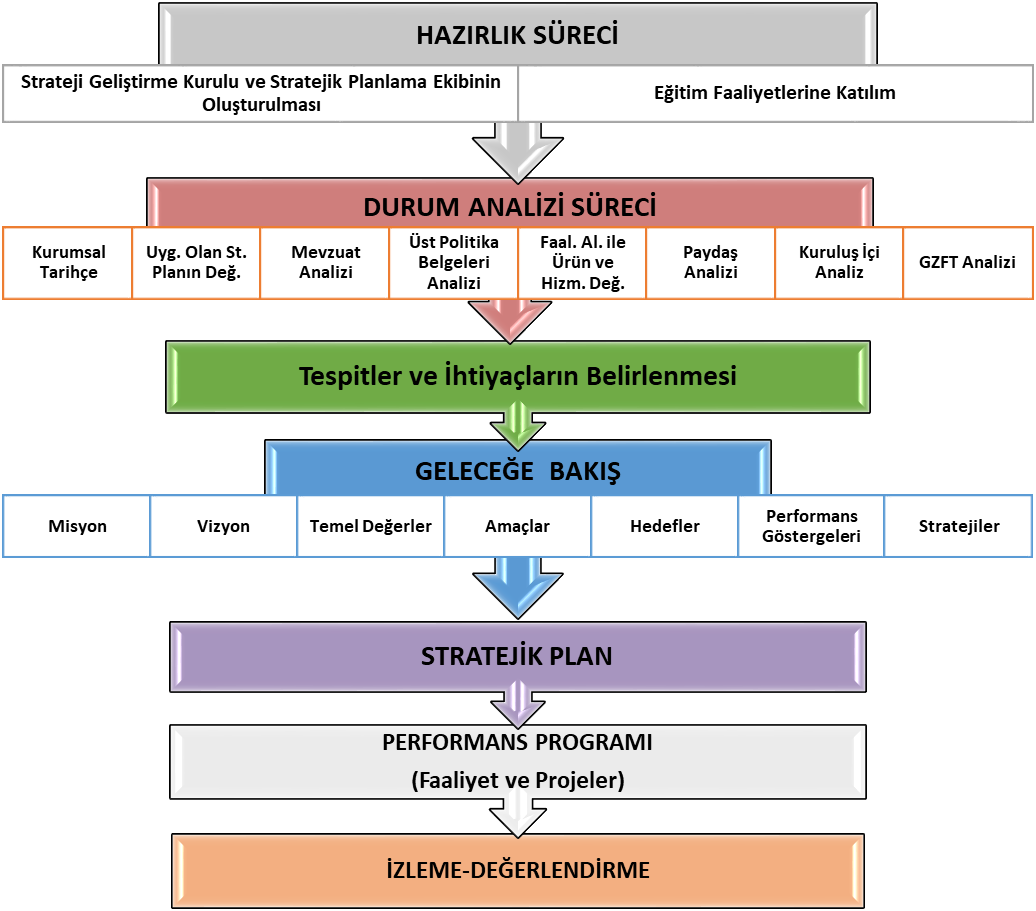 HAZIRLIK SÜRECİ
Strateji Geliştirme Kurulu ve Stratejik Planlama Ekibinin
Oluşturulması
Eğitim Faaliyetlerine Katılım
DURUM ANALİZİ SÜRECİ
Kurumsal
Tarihçe
Uyg. Olan St.
Planın Değ.
Mevzuat
Analizi
Üst Politika
Belgeleri
Analizi
Faal. Al. ile
Ürün ve
Hizm. Değ.
Paydaş
Analizi
Kuruluş İçi
Analiz
GZFT Analizi
Tespitler ve İhtiyaçların Belirlenmesi
GELECEĞE BAKIŞ
Misyon
Vizyon
Temel Değerler
Amaçlar
Hedefler
Performans
Göstergeleri
Stratejiler
STRATEJİK PLAN
PERFORMANS PROGRAMI
(Faaliyet ve Projeler)
İZLEME-DEĞERLENDİRME